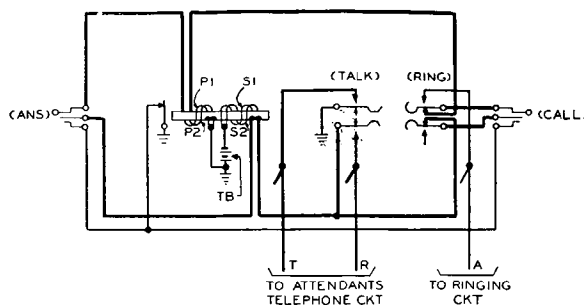 P1
S1
(TALK)
(RING)
(ANS)
(CALL)
P2
S2
TB
T
R
A
TO ATTENDANTS
TELEPHONE CKT
TO RINGING
CKT